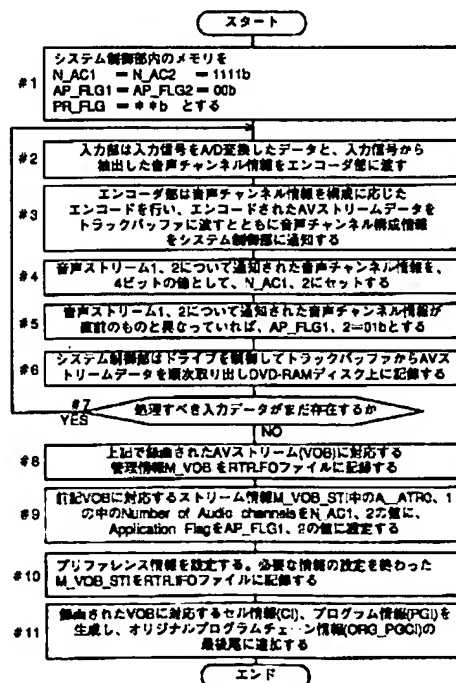 スタート
#1
システム制御部内のメモリを
N_AC1 = N_AC2 = 1111b
AP_FLG1 = AP_FLG2 = 00b
PR_FLG = **b とする
#2
入力部は入力信号をA/D変換したデータと、入力信号から
抽出した音声チャンネル情報をエンコーダ部に渡す
#3
エンコーダ部は音声チャンネル情報を構成に応じた
エンコードを行い、エンコードされたAVストリームデータを
トラックバッファに渡すとともに音声チャンネル構成情報
をシステム制御部に通知する
#4
音声ストリーム1、2について通知された音声チャンネル情報を、
4ビットの値として、N_AC1、2にセットする
#5
音声ストリーム1、2について通知された音声チャンネル情報が
直前のものと異なっていれば、AP_FLG1、2=01bとする
#6
システム制御部はドライブを制御してトラックバッファからAVス
トリームデータを順次取り出しDVD-RAMディスク上に記録する
#7
処理すべき入力データがまだ存在するか
YES
NO
#8
上記で録画されたAVストリーム(VOB)に対応する
管理情報M_VOBをRTR.IFOファイルに記録する
#9
前記VOBに対応するストリーム情報M_VOB_STI中のA_ATR0、1
の中のNumber of Audio channelsをN_AC1、2の値に、
Application FlagをAP_FLG1、2の値に設定する
#10
プリファレンス情報を設定する。必要な情報の設定を終わった
M_VOB_STIをRTR.IFOファイルに記録する
#11
録画されたVOBに対応するセル情報(CI)、プログラム情報(PGI)を
生成し、オリジナルプログラムチェーン情報(ORG_PGCI)の
最後尾に追加する
エンド